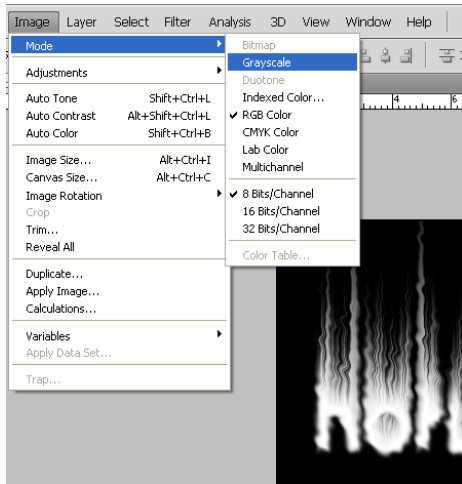 Image Layer Select Filter Analysis 3D View Window Help
Mode
Adjustments
Auto Tone Shift+Ctrl+L
Auto Contrast Alt+Shift+Ctrl+L
Auto Color Shift+Ctrl+B
Image Size... Alt+Ctrl+I
Canvas Size... Alt+Ctrl+C
Image Rotation
Crop
Trim...
Reveal All
Duplicate...
Apply Image...
Calculations...
Variables
Apply Data Set...
Trap...
Bitmap
Grayscale
Duotone
Indexed Color...
RGB Color
CMYK Color
Lab Color
Multichannel
8 Bits/Channel
16 Bits/Channel
32 Bits/Channel
Color Table...
4 6